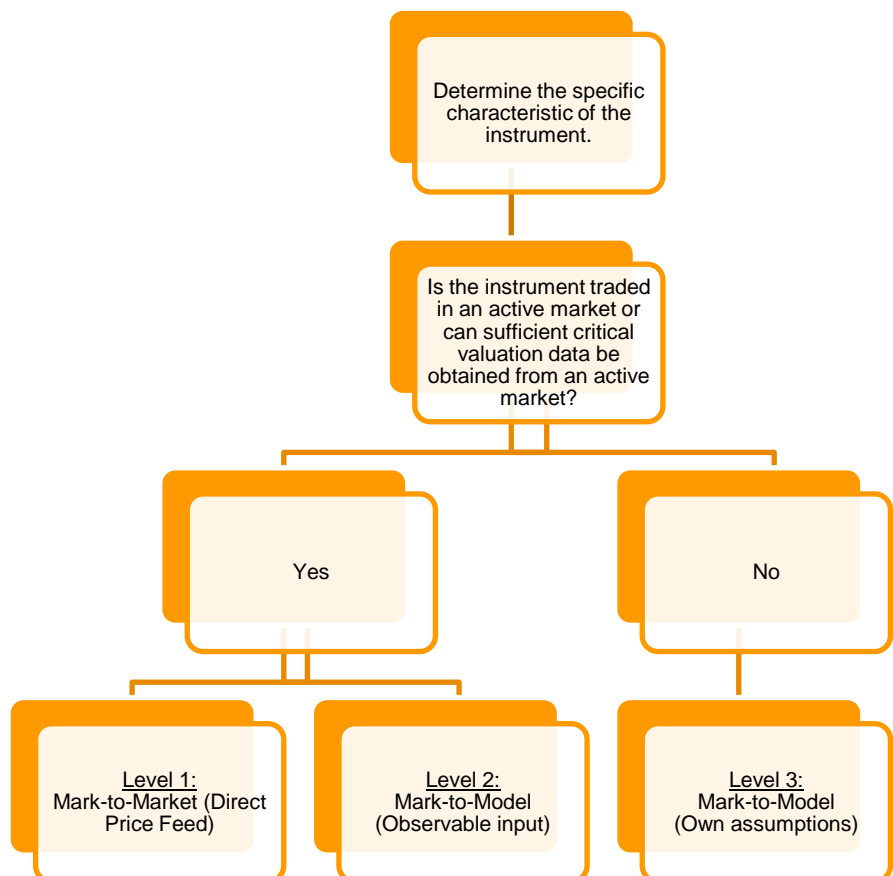 Determine the specific
characteristic of the
instrument.
Is the instrument traded
in an active market or
can sufficient critical
valuation data be
obtained from an active
market?
Yes
No
Level 1:
Mark-to-Market (Direct
Price Feed)
Level 2:
Mark-to-Model
(Observable input)
Level 3:
Mark-to-Model
(Own assumptions)